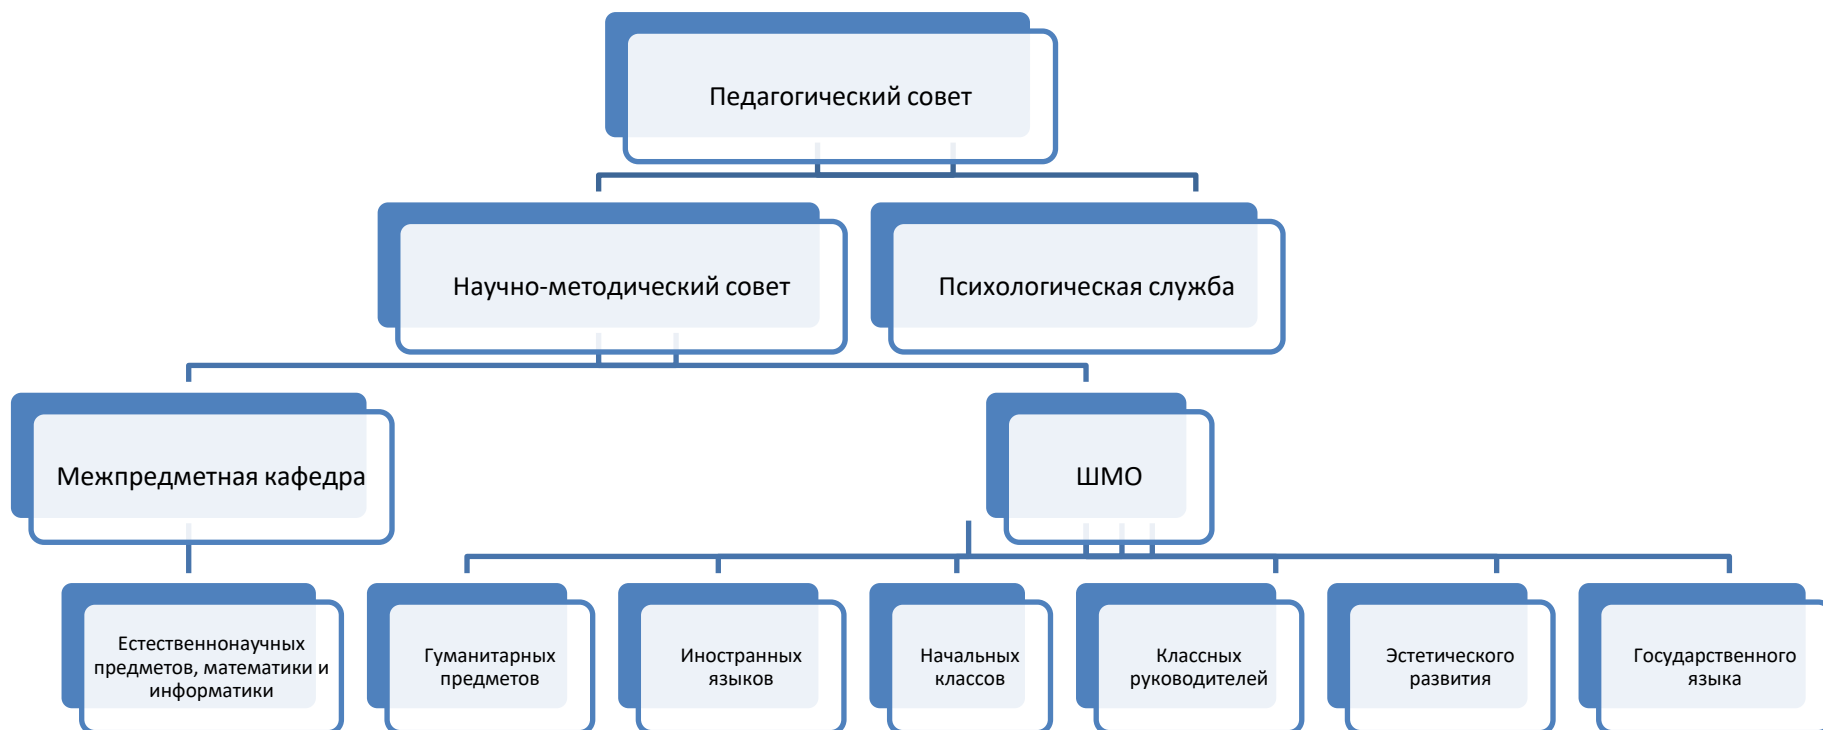 Педагогический совет
Научно-методический совет
Психологическая служба
Межпредметная кафедра
ШМО
Естественнонаучных
предметов, математики и
информатики
Гуманитарных
предметов
Иностранных
языков
Начальных
классов
Классных
руководителей
Эстетического
развития
Государственного
языка